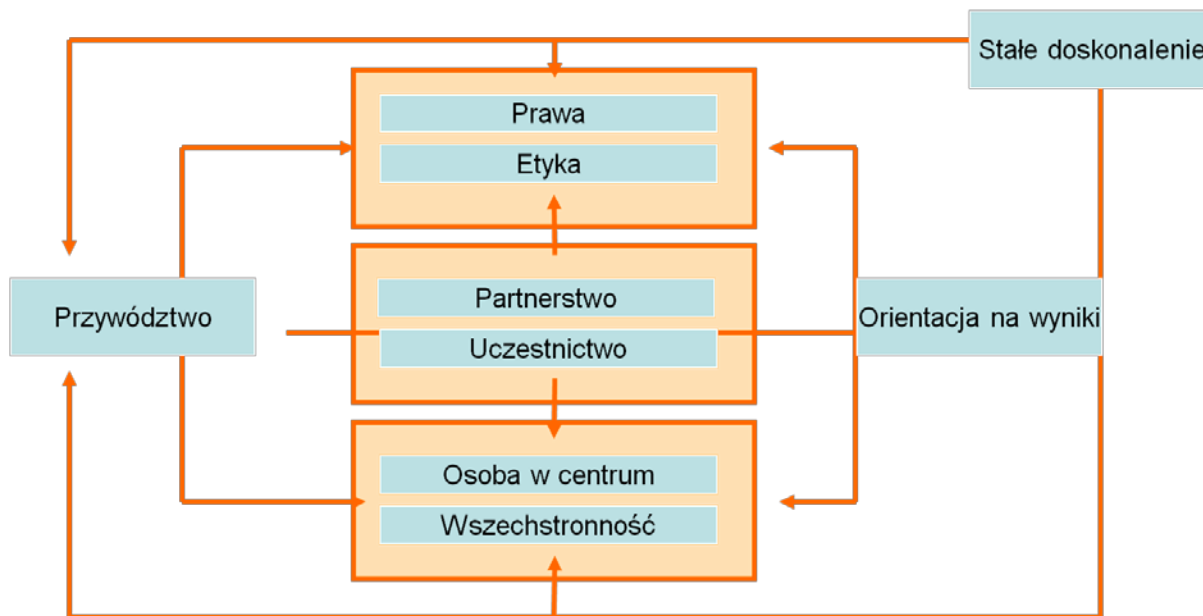 Stałe doskonalenie
Prawa
Etyka
Przywództwo
Partnerstwo
Uczestnictwo
Orientacja na wyniki
Osoba w centrum
Wszechstronność